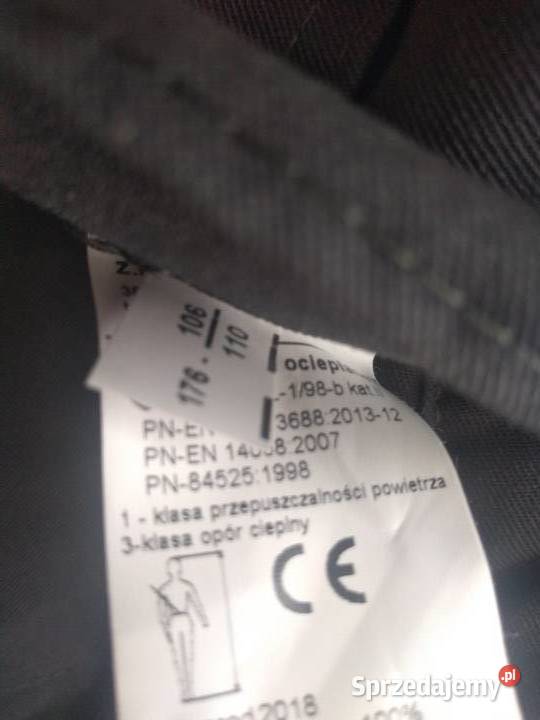 176 - 106
110
-1/98-b kat
PN-EN 3688:2013-12
PN-EN 14058:2007
PN-84525:1998
1 - klasa przepuszczalności powietrza
3-klasa opór cieplny
CE
2018
Sprzedajemy.pl